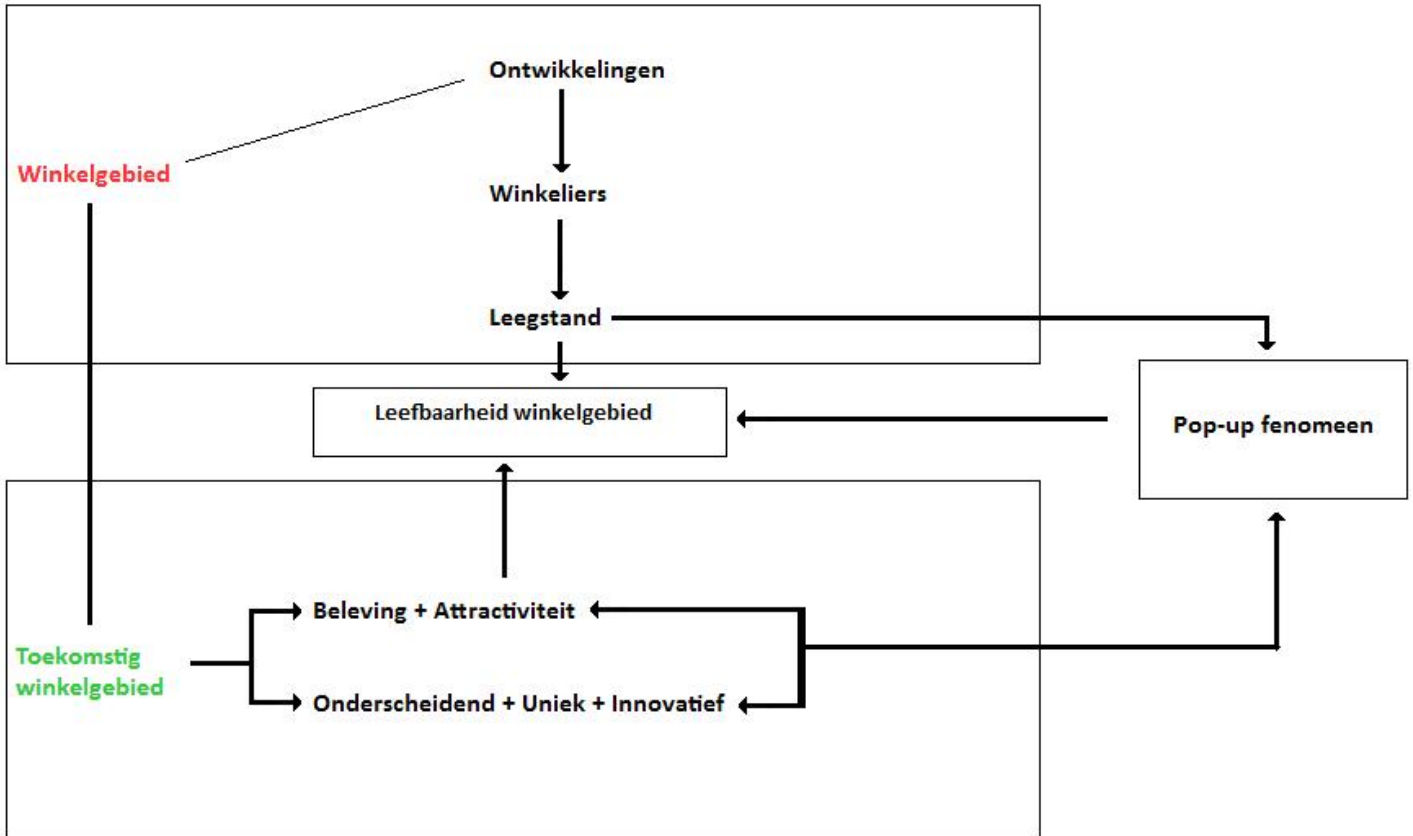 Ontwikkelingen
Winkelgebied
Winkeliers
Leegstand
Leefbaarheid winkelgebied
Pop-up fenomeen
Beleving + Attractiviteit
Toekomstig
winkelgebied
Onderscheidend + Uniek + Innovatief